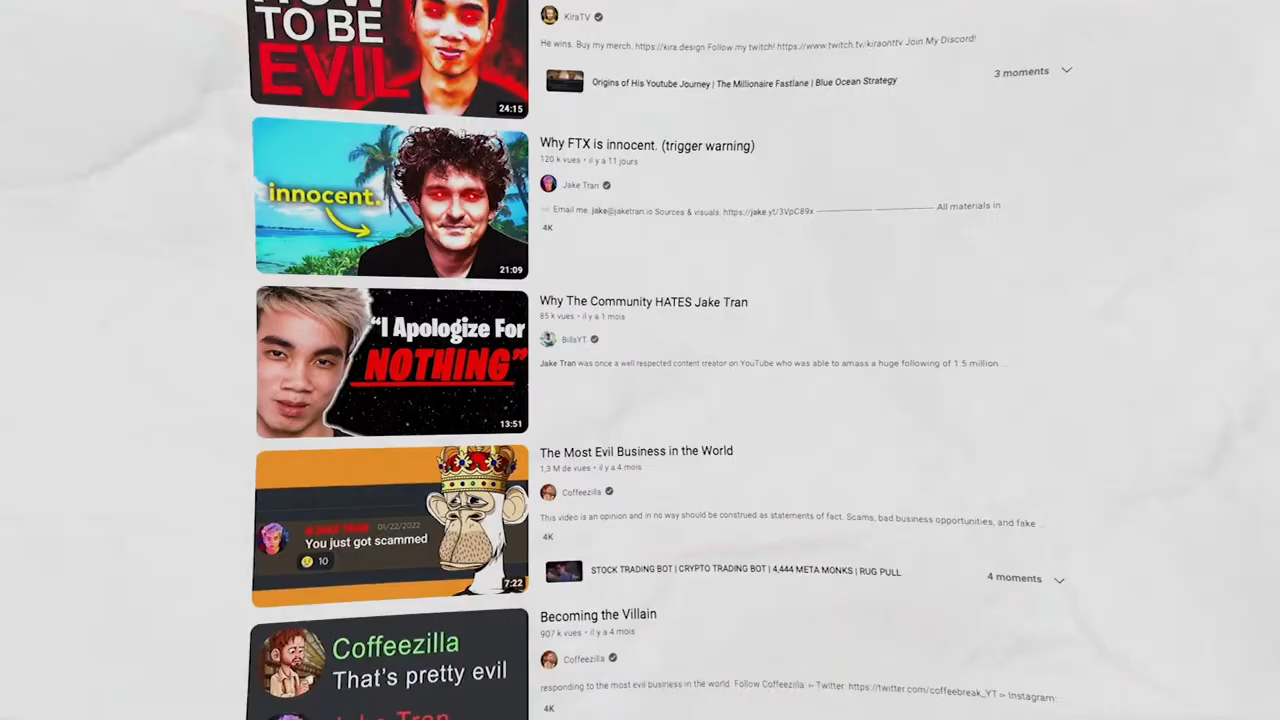 HOW
TO BE
EVIL
24:15
KiraTV
He wins. Buy my merch. https://kira.design Follow my twitch! https://www.twitch.tv/kiraonttv Join My Discord!
Origins of His Youtube Journey | The Millionaire Fastlane | Blue Ocean Strategy
3 moments
innocent.
21:09
Why FTX is innocent. (trigger warning)
120 k vues • il y a 11 jours
Jake Tran
Email me: jake@jaketran.io Sources & visuals: https://jake.yt/3VpC89x ———————————— All materials in
4K
"I Apologize For
NOTHING"
13:51
Why The Community HATES Jake Tran
85 k vues • il y a 1 mois
BillsYT
Jake Tran was once a well respected content creator on YouTube who was able to amass a huge following of 1.5 million ...
JAKE TRAN 01/22/2022
You just got scammed
10
7:22
The Most Evil Business in the World
1,3 M de vues • il y a 4 mois
Coffeezilla
This video is an opinion and in no way should be construed as statements of fact. Scams, bad business opportunities, and fake ...
4K
STOCK TRADING BOT | CRYPTO TRADING BOT | 4,444 META MONKS | RUG PULL
4 moments
Coffeezilla
That's pretty evil
Jake Tran
Becoming the Villain
907 k vues • il y a 4 mois
Coffeezilla
responding to the most evil business in the world. Follow Coffeezilla ➢ Twitter: https://twitter.com/coffeebreak_YT ➢ Instagram: ...
4K